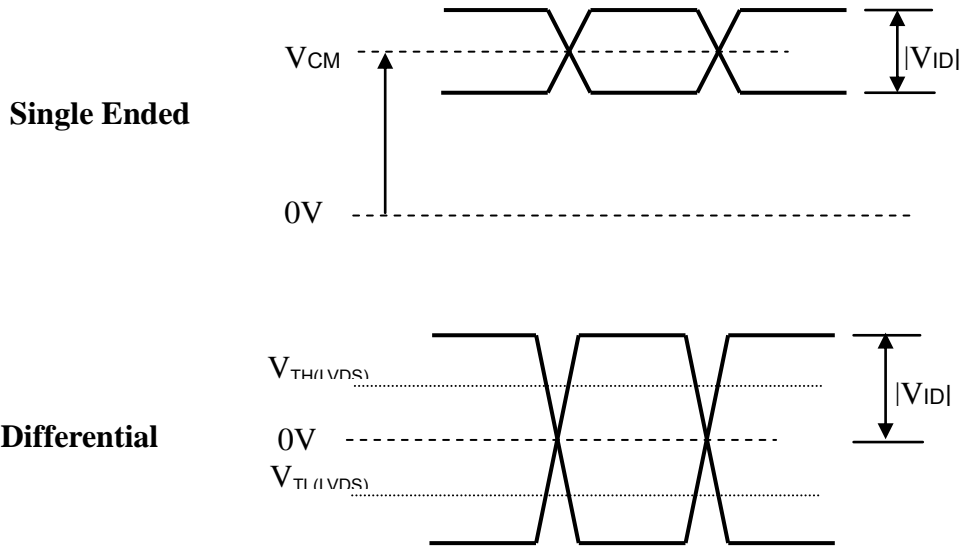 VCM
|VID|
Single Ended
0V
VTH(LVDS)
|VID|
Differential
0V
VTL(LVDS)